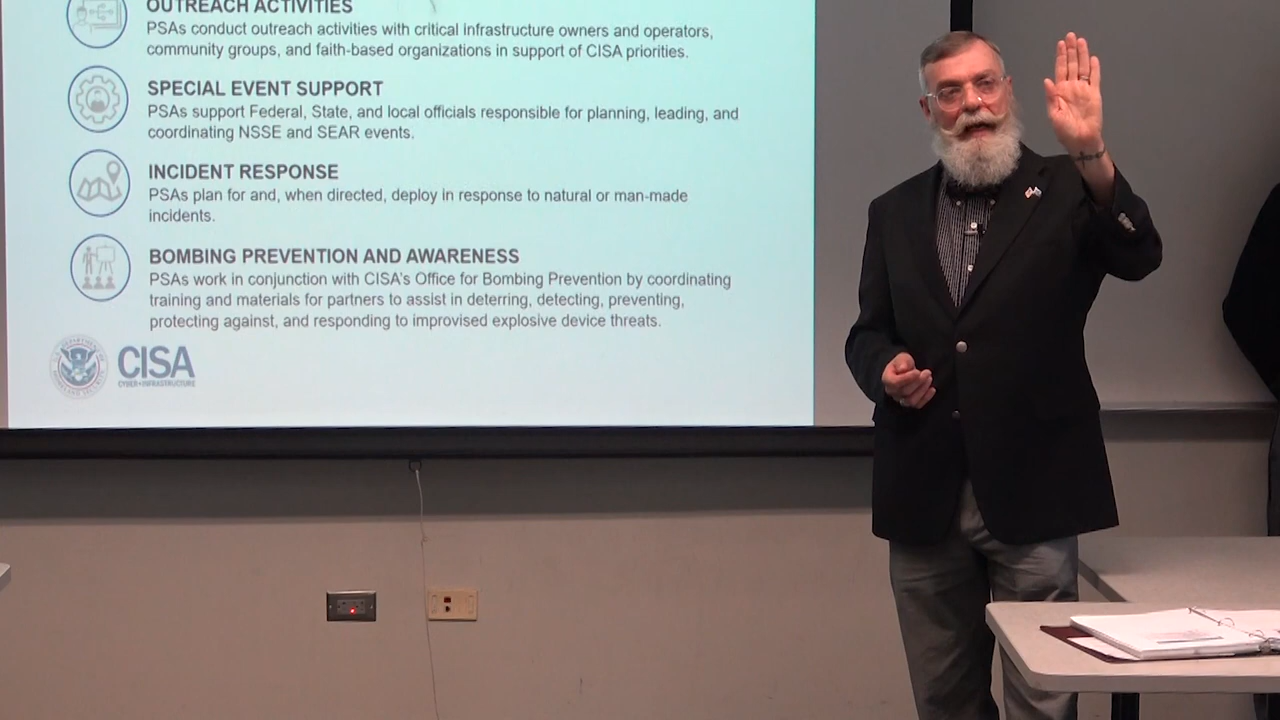 OUTREACH ACTIVITIES
PSAs conduct outreach activities with critical infrastructure owners and operators,
community groups, and faith-based organizations in support of CISA priorities.
SPECIAL EVENT SUPPORT
PSAs support Federal, State, and local officials responsible for planning, leading, and
coordinating NSSE and SEAR events.
INCIDENT RESPONSE
PSAs plan for and, when directed, deploy in response to natural or man-made
incidents.
BOMBING PREVENTION AND AWARENESS
PSAs work in conjunction with CISA's Office for Bombing Prevention by coordinating
training and materials for partners to assist in deterring, detecting, preventing,
protecting against, and responding to improvised explosive device threats.
CISA
CYBER+INFRASTRUCTURE